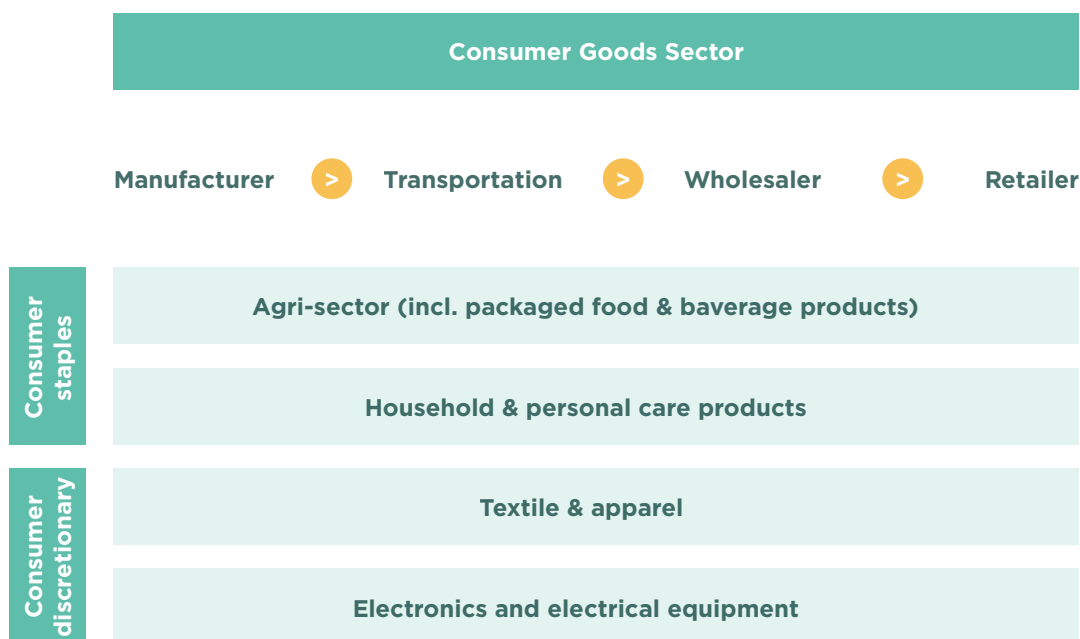 Consumer Goods Sector
Manufacturer > Transportation > Wholesaler > Retailer
Consumer
staples
Agri-sector (incl. packaged food & baverage products)
Household & personal care products
Consumer
discretionary
Textile & apparel
Electronics and electrical equipment